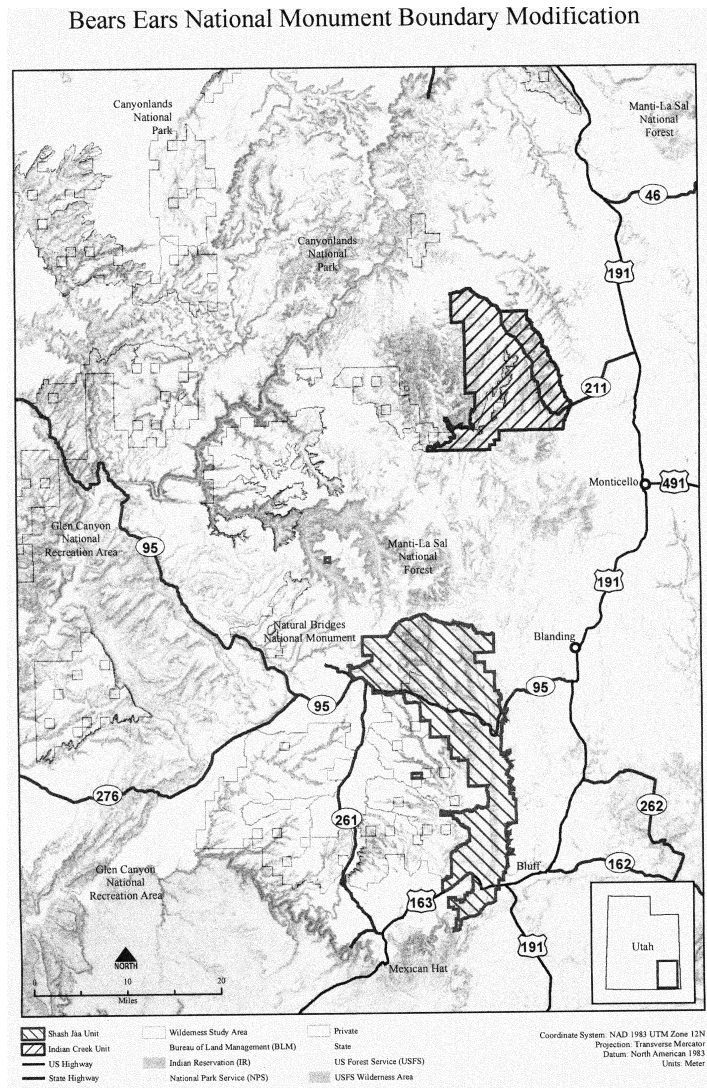 Bears Ears National Monument Boundary Modification
Canyonlands
National
Park
Manti-La Sal
National
Forest
46
191
Canyonlands
National
Park
211
Monticello
491
Glen Canyon
National
Recreation Area
95
Manti-La Sal
National
Forest
191
Natural Bridges
National Monument
Blanding
95
95
276
262
261
Glen Canyon
National
Recreation Area
Bluff
162
163
191
Utah
Mexican Hat
NORTH
0 10 20
Miles
Shash Jáa Unit
Indian Creek Unit
US Highway
State Highway
Wilderness Study Area
Bureau of Land Management (BLM)
Indian Reservation (IR)
National Park Service (NPS)
Private
State
US Forest Service (USFS)
USFS Wilderness Area
Coordinate System: NAD 1983 UTM Zone 12N
Projection: Transverse Mercator
Datum: North American 1983
Units: Meter